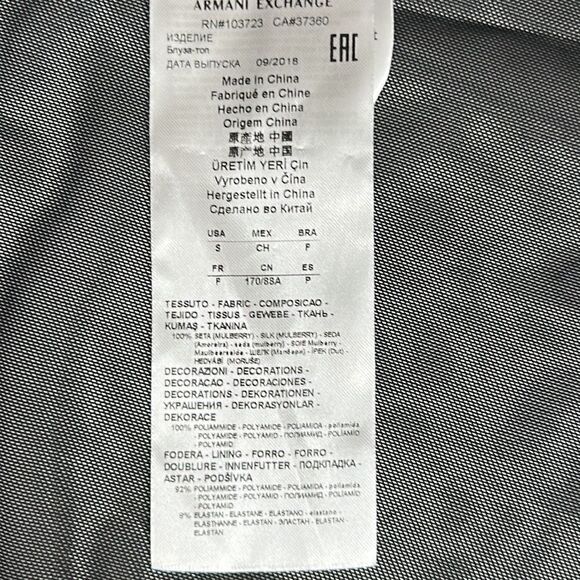 ARMANI EXCHANGE
RN#103723 CA#37360
ИЗДЕЛИЕ
Блуза-топ
ДАТА ВЫПУСКА 09/2018
EAC
Made in China
Fabriqué en Chine
Hecho en China
Origem China
原產地 中國
原产地 中国
ÜRETİM YERİ Çin
Vyrobeno v Čína
Hergestellt in China
Сделано во Китай
USA MEX BRA
S CH P
FR CN ES
P 170/88A P
TESSUTO - FABRIC - COMPOSICAO -
TEJIDO - TISSUS - GEWEBE - ТКАНЬ -
KUMAŞ - TKANINA
100% SETA (MULBERRY) - SILK (MULBERRY) - SEDA
(Amoreira) - seda (mulberry) - SOIE Mulberry -
Maulbeerseide - ШЕЛК - İPEK (Dut) -
HEDVÁBÍ (MORUŠE)
DECORAZIONI - DECORATIONS -
DECORACAO - DECORACIONES -
DECORATIONS - DEKORATIONEN -
УКРАШЕНИЯ - DEKORASYONLAR -
DEKORACE
100% POLIAMMIDE - POLYAMIDE - POLIAMIDA - poliamida
- POLYAMIDE - POLYAMID - ПОЛИАМИД - POLİAMİD
- POLYAMID
FODERA - LINING - FORRO - FORRO -
DOUBLURE - INNENFUTTER - ПОДКЛАДКА -
ASTAR - PODŠÍVKA
92% POLIAMMIDE - POLYAMIDE - POLIAMIDA - poliamida
- POLYAMIDE - POLYAMID - ПОЛИАМИД - POLİAMİD
- POLYAMID
8% ELASTAN - ELASTANE - ELASTANO - elastano -
ELASTHANNE - ELASTAN - ЭЛАСТАН - ELASTAN -
ELASTAN